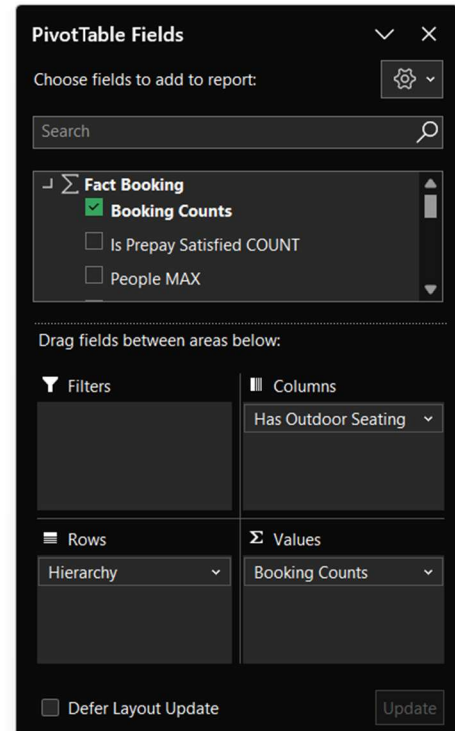 PivotTable Fields
Choose fields to add to report:
Search
Σ Fact Booking
Booking Counts
Is Prepay Satisfied COUNT
People MAX
Drag fields between areas below:
Filters
Columns
Has Outdoor Seating
Rows
Σ Values
Hierarchy
Booking Counts
Defer Layout Update
Update